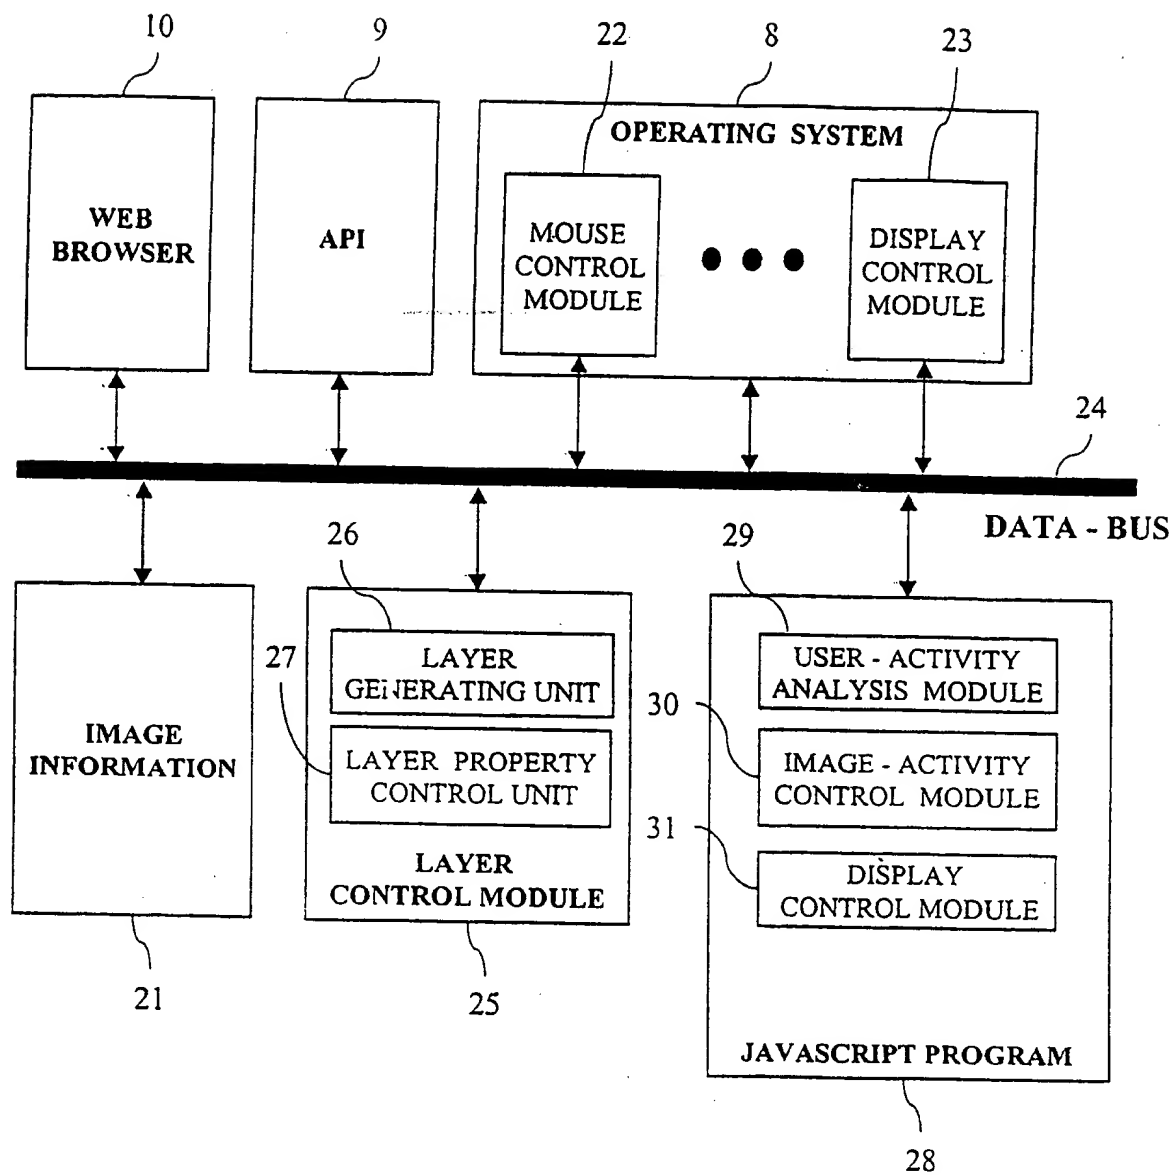 10
9
22
8
23
WEB
BROWSER
API
OPERATING SYSTEM
MOUSE
CONTROL
MODULE
DISPLAY
CONTROL
MODULE
24
DATA - BUS
26
27
29
30
31
IMAGE
INFORMATION
LAYER
GENERATING UNIT
LAYER PROPERTY
CONTROL UNIT
LAYER
CONTROL MODULE
USER - ACTIVITY
ANALYSIS MODULE
IMAGE - ACTIVITY
CONTROL MODULE
DISPLAY
CONTROL MODULE
JAVASCRIPT PROGRAM
21
25
28